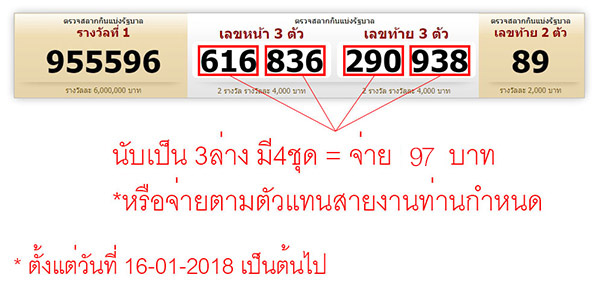 ตรวจสลากกินแบ่งรัฐบาล
รางวัลที่ 1
955596
รางวัลละ 6,000,000 บาท
ตรวจสลากกินแบ่งรัฐบาล
เลขหน้า 3 ตัว
616 836
2 รางวัล รางวัลละ 4,000 บาท
เลขท้าย 3 ตัว
290 938
2 รางวัล รางวัลละ 4,000 บาท
ตรวจสลากกินแบ่งรัฐบาล
เลขท้าย 2 ตัว
89
รางวัลละ 2,000 บาท
นับเป็น 3ล่าง มี4ชุด = จ่าย 97 บาท
*หรือจ่ายตามตัวแทนสายงานท่านกำหนด
* ตั้งแต่วันที่ 16-01-2018 เป็นต้นไป